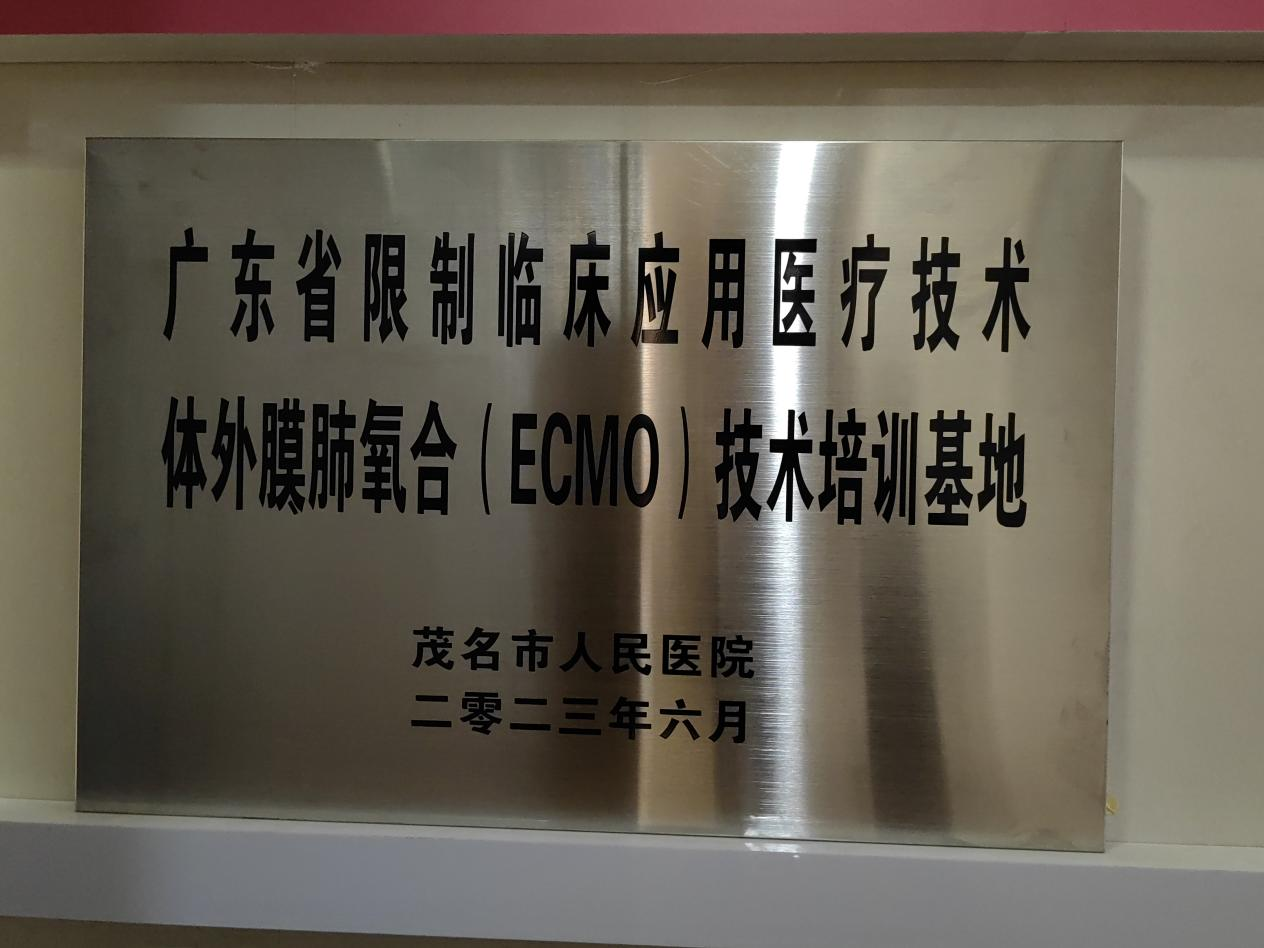 广东省限制临床应用医疗技术
体外膜肺氧合（ECMO）技术培训基地
茂名市人民医院
二零二三年六月